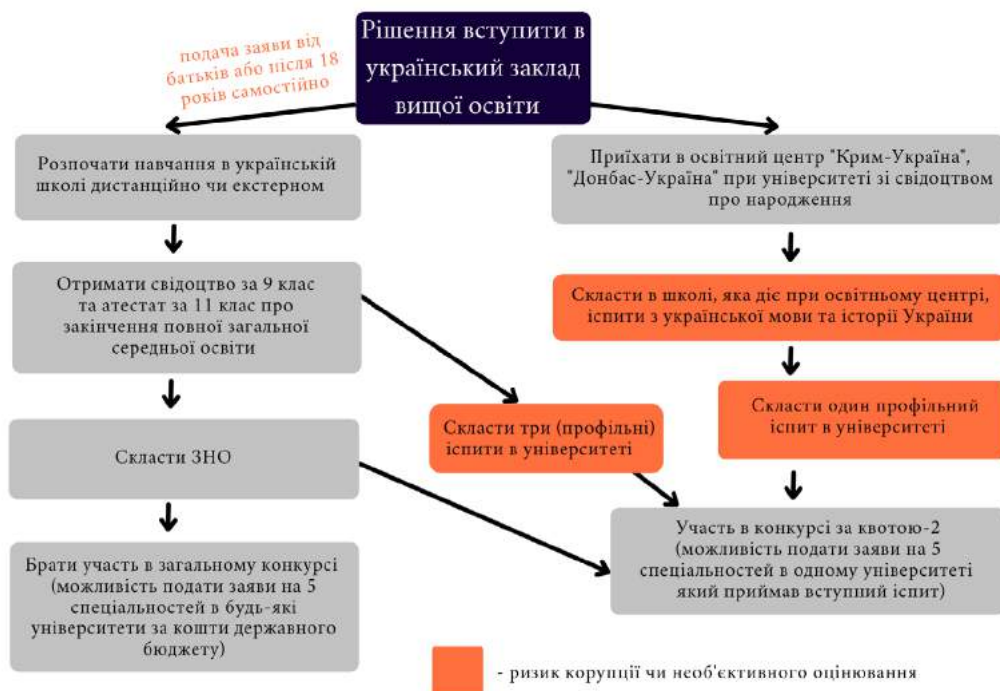 Рішення вступити в
український заклад
вищої освіти
подача заяви від
батьків або після 18
років самостійно
Розпочати навчання в українській
школі дистанційно чи екстерном
Отримати свідоцтво за 9 клас
та атестат за 11 клас про
закінчення повної загальної
середньої освіти
Скласти ЗНО
Брати участь в загальному конкурсі
(можливість подати заяви на 5
спеціальностей в будь-які
університети за кошти державного
бюджету)
Скласти три (профільні)
іспити в університеті
Приїхати в освітний центр "Крим-Україна",
"Донбас-Україна" при університеті зі свідоцтвом
про народження
Скласти в школі, яка діє при освітньому центрі,
іспити з української мови та історії України
Скласти один профільний
іспит в університеті
Участь в конкурсі за квотою-2
(можливість подати заяви на 5
спеціальностей в одному університеті
який приймав вступний іспит)
- ризик корупції чи необ'єктивного оцінювання